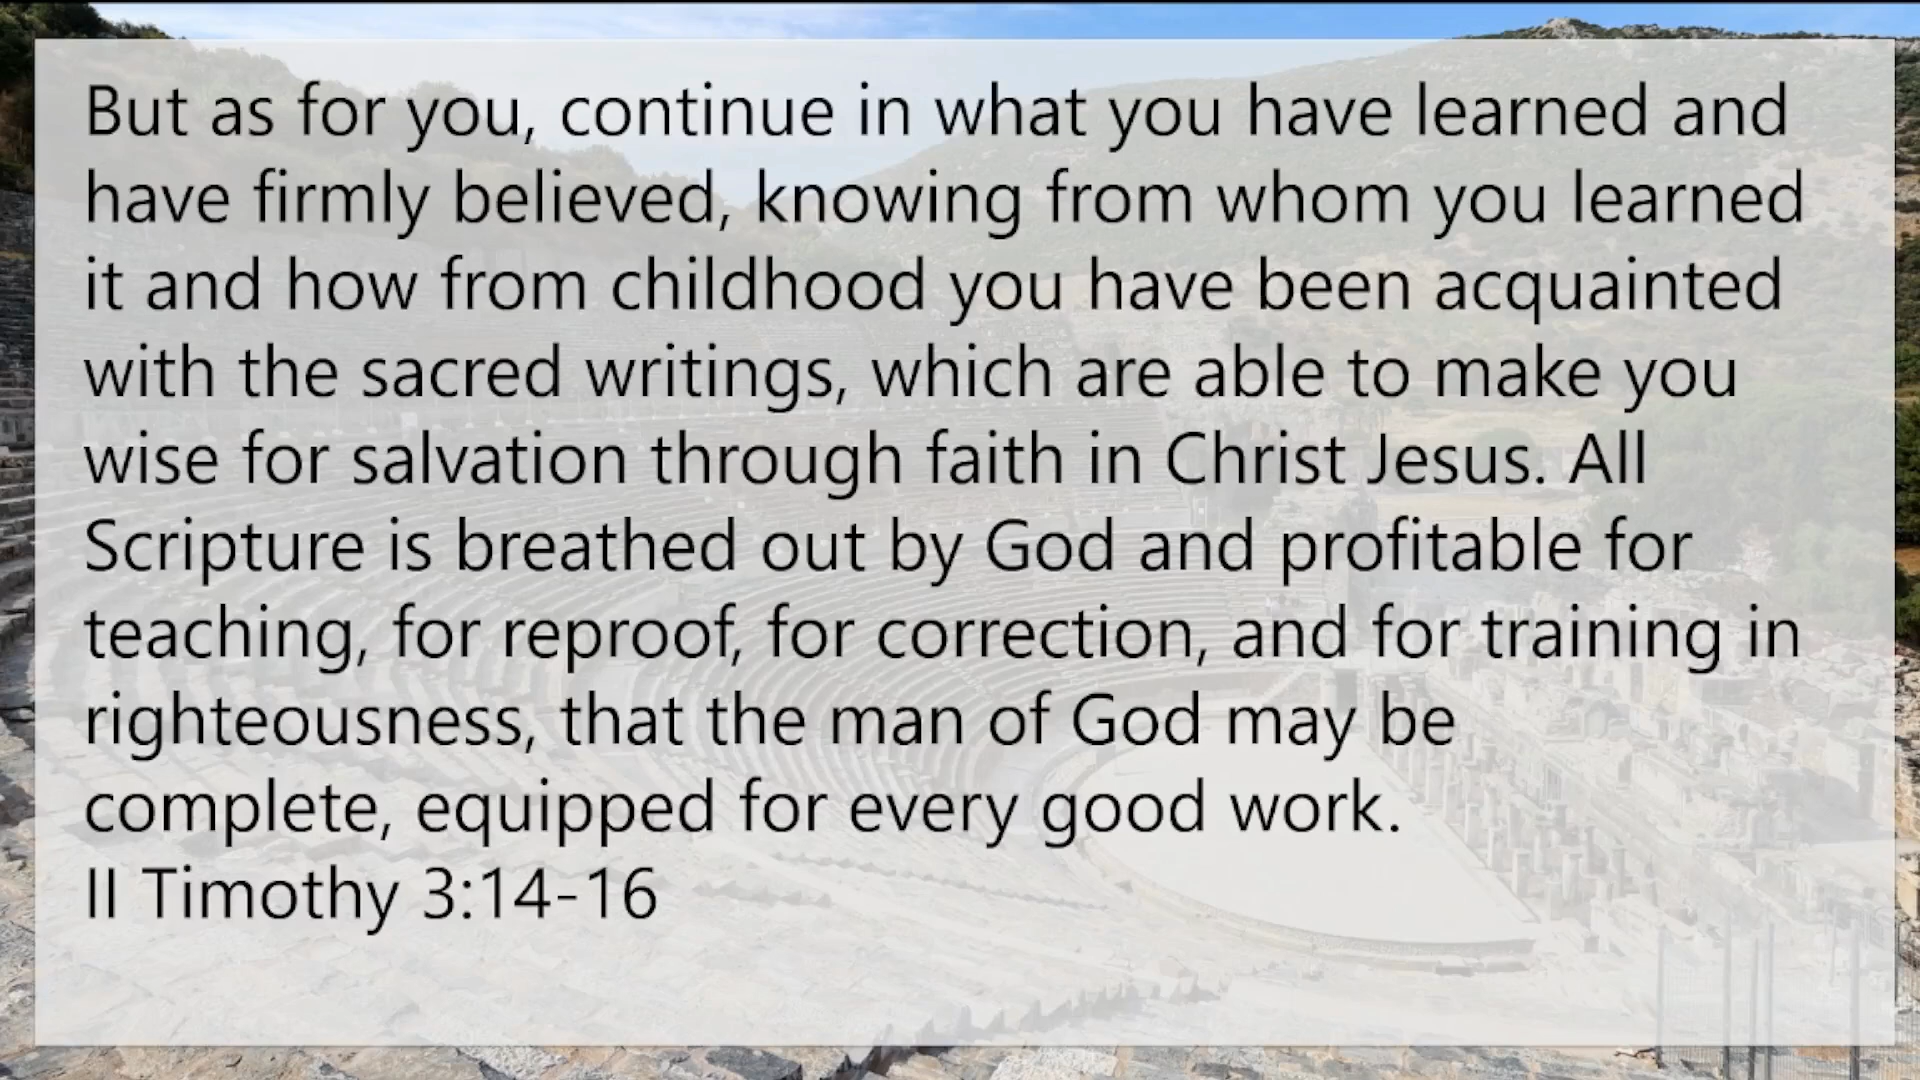 But as for you, continue in what you have learned and
have firmly believed, knowing from whom you learned
it and how from childhood you have been acquainted
with the sacred writings, which are able to make you
wise for salvation through faith in Christ Jesus. All
Scripture is breathed out by God and profitable for
teaching, for reproof, for correction, and for training in
righteousness, that the man of God may be
complete, equipped for every good work.
II Timothy 3:14-16